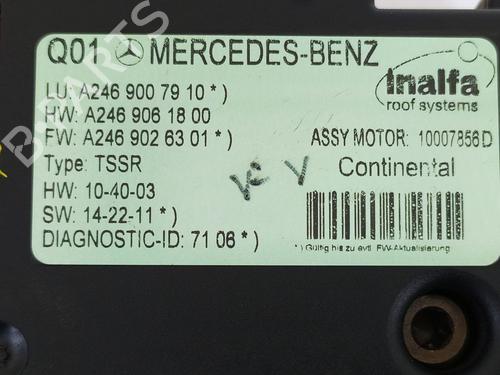 Q01 MERCEDES-BENZ
LU: A246 900 79 10 *)
HW: A246 906 18 00
FW: A246 902 63 01 *)
Type: TSSR
HW: 10-40-03
SW: 14-22-11 *)
DIAGNOSTIC-ID: 71 06 *)
inalfa
roof systems
ASSY MOTOR: 10007856D
Continental
*) Gültig bis zu evtl. FW-Aktualisierung
B PARTS